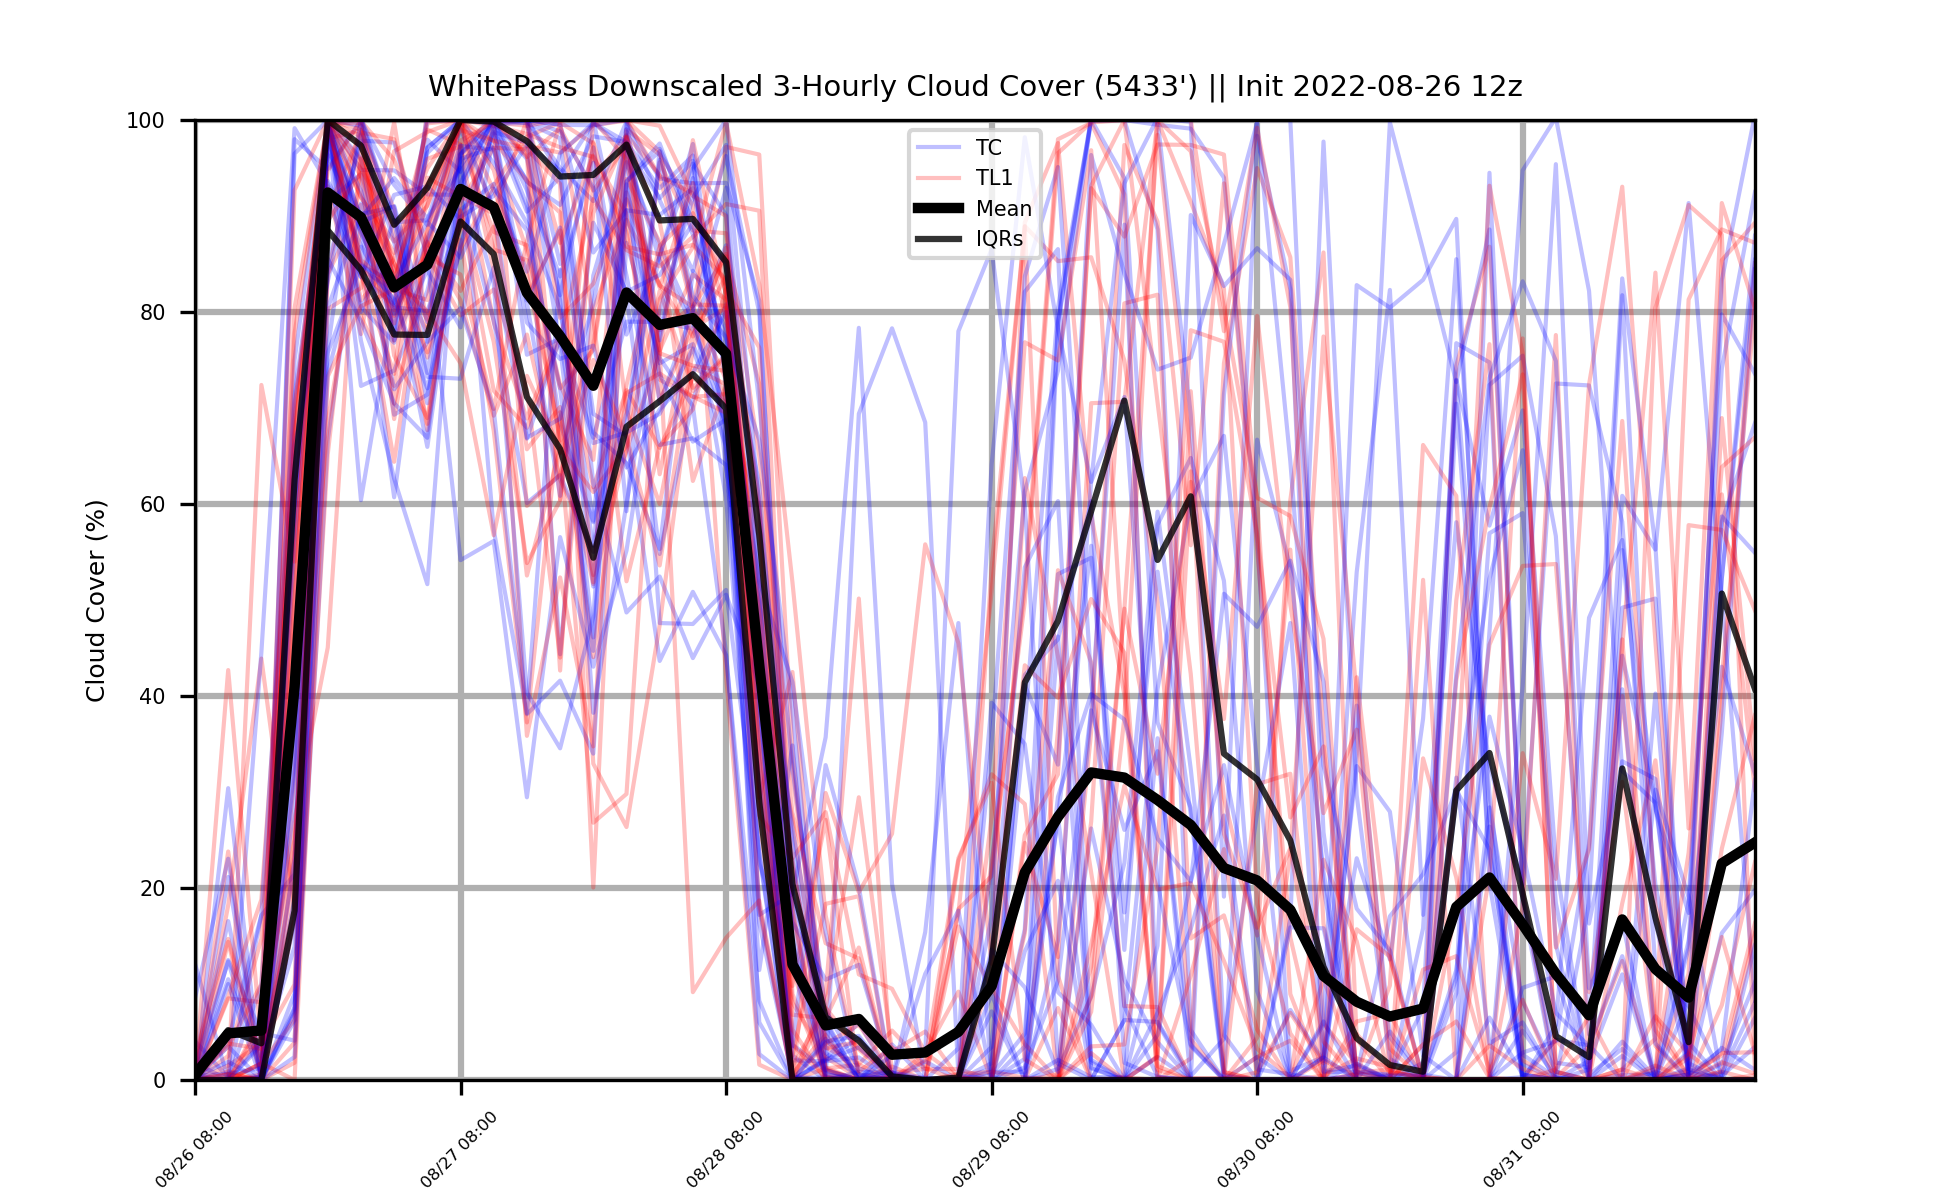 WhitePass Downscaled 3-Hourly Cloud Cover (5433') || Init 2022-08-26 12z
100
80
60
40
20
0
Cloud Cover (%)
TC
TL1
Mean
IQRs
08/26 08:00
08/27 08:00
08/28 08:00
08/29 08:00
08/30 08:00
08/31 08:00